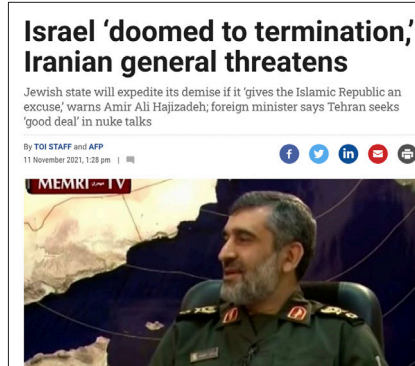 Israel ‘doomed to termination,’
Iranian general threatens
Jewish state will expedite its demise if it ‘gives the Islamic Republic an
excuse,’ warns Amir Ali Hajizadeh; foreign minister says Tehran seeks
‘good deal’ in nuke talks
By TOI STAFF and AFP
11 November 2021, 1:28 pm |
f in
MEMRI TV